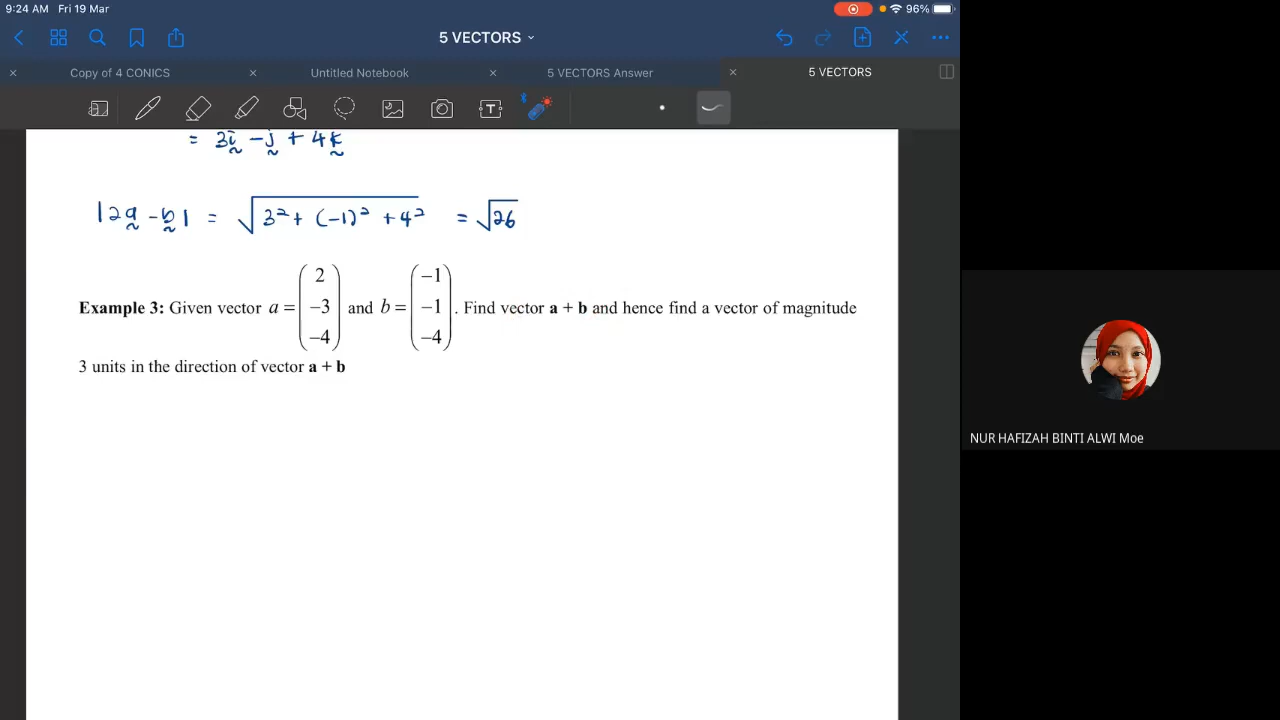 9:24 AM Fri 19 Mar
96%
5 VECTORS
Copy of 4 CONICS
Untitled Notebook
5 VECTORS Answer
5 VECTORS
= 3i - j + 4k
|2a - b| = √(3² + (-1)² + 4²) = √26
Example 3: Given vector a = (2 −3 −4) and b = (−1 −1 −4). Find vector a + b and hence find a vector of magnitude
3 units in the direction of vector a + b
NUR HAFIZAH BINTI ALWI Moe